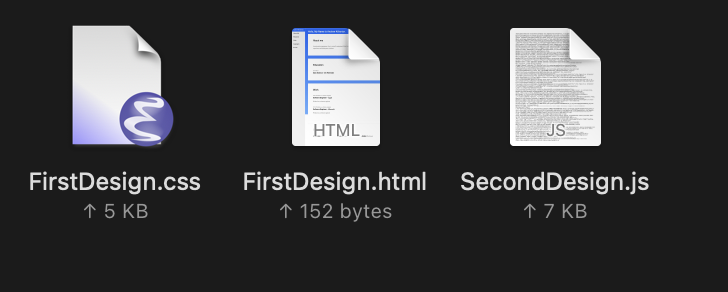 HTML
JS
FirstDesign.css
FirstDesign.html
SecondDesign.js
↑ 5 KB
↑ 152 bytes
↑ 7 KB